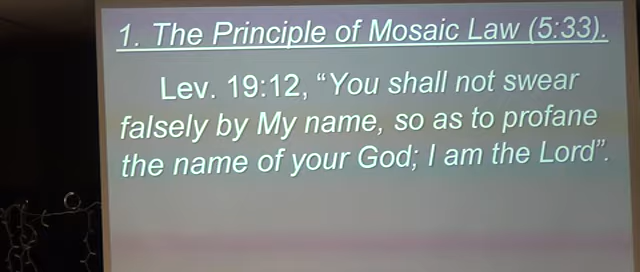 1. The Principle of Mosaic Law (5:33).
Lev. 19:12, “You shall not swear
falsely by My name, so as to profane
the name of your God; I am the Lord”.